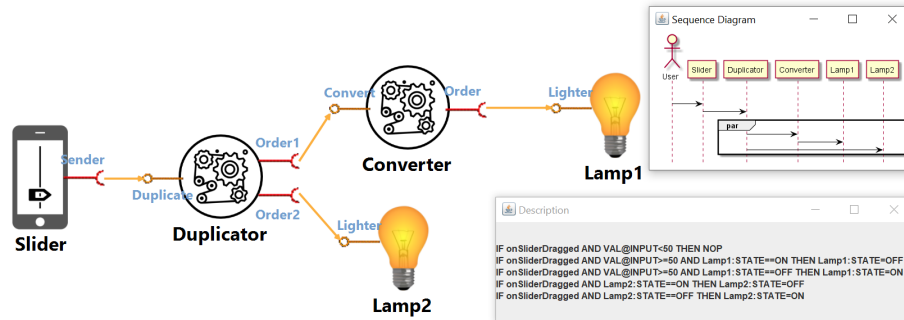 Sequence Diagram
User
Slider
Duplicator
Converter
Lamp1
Lamp2
par
Sender
Slider
Duplicate
Duplicator
Order1
Order2
Convert
Converter
Order
Lighter
Lamp1
Lighter
Lamp2
Description
IF onSliderDragged AND VAL@INPUT<50 THEN NOP
IF onSliderDragged AND VAL@INPUT>=50 AND Lamp1:STATE==ON THEN Lamp1:STATE=OFF
IF onSliderDragged AND VAL@INPUT>=50 AND Lamp1:STATE==OFF THEN Lamp1:STATE=ON
IF onSliderDragged AND Lamp2:STATE==ON THEN Lamp2:STATE=OFF
IF onSliderDragged AND Lamp2:STATE==OFF THEN Lamp2:STATE=ON